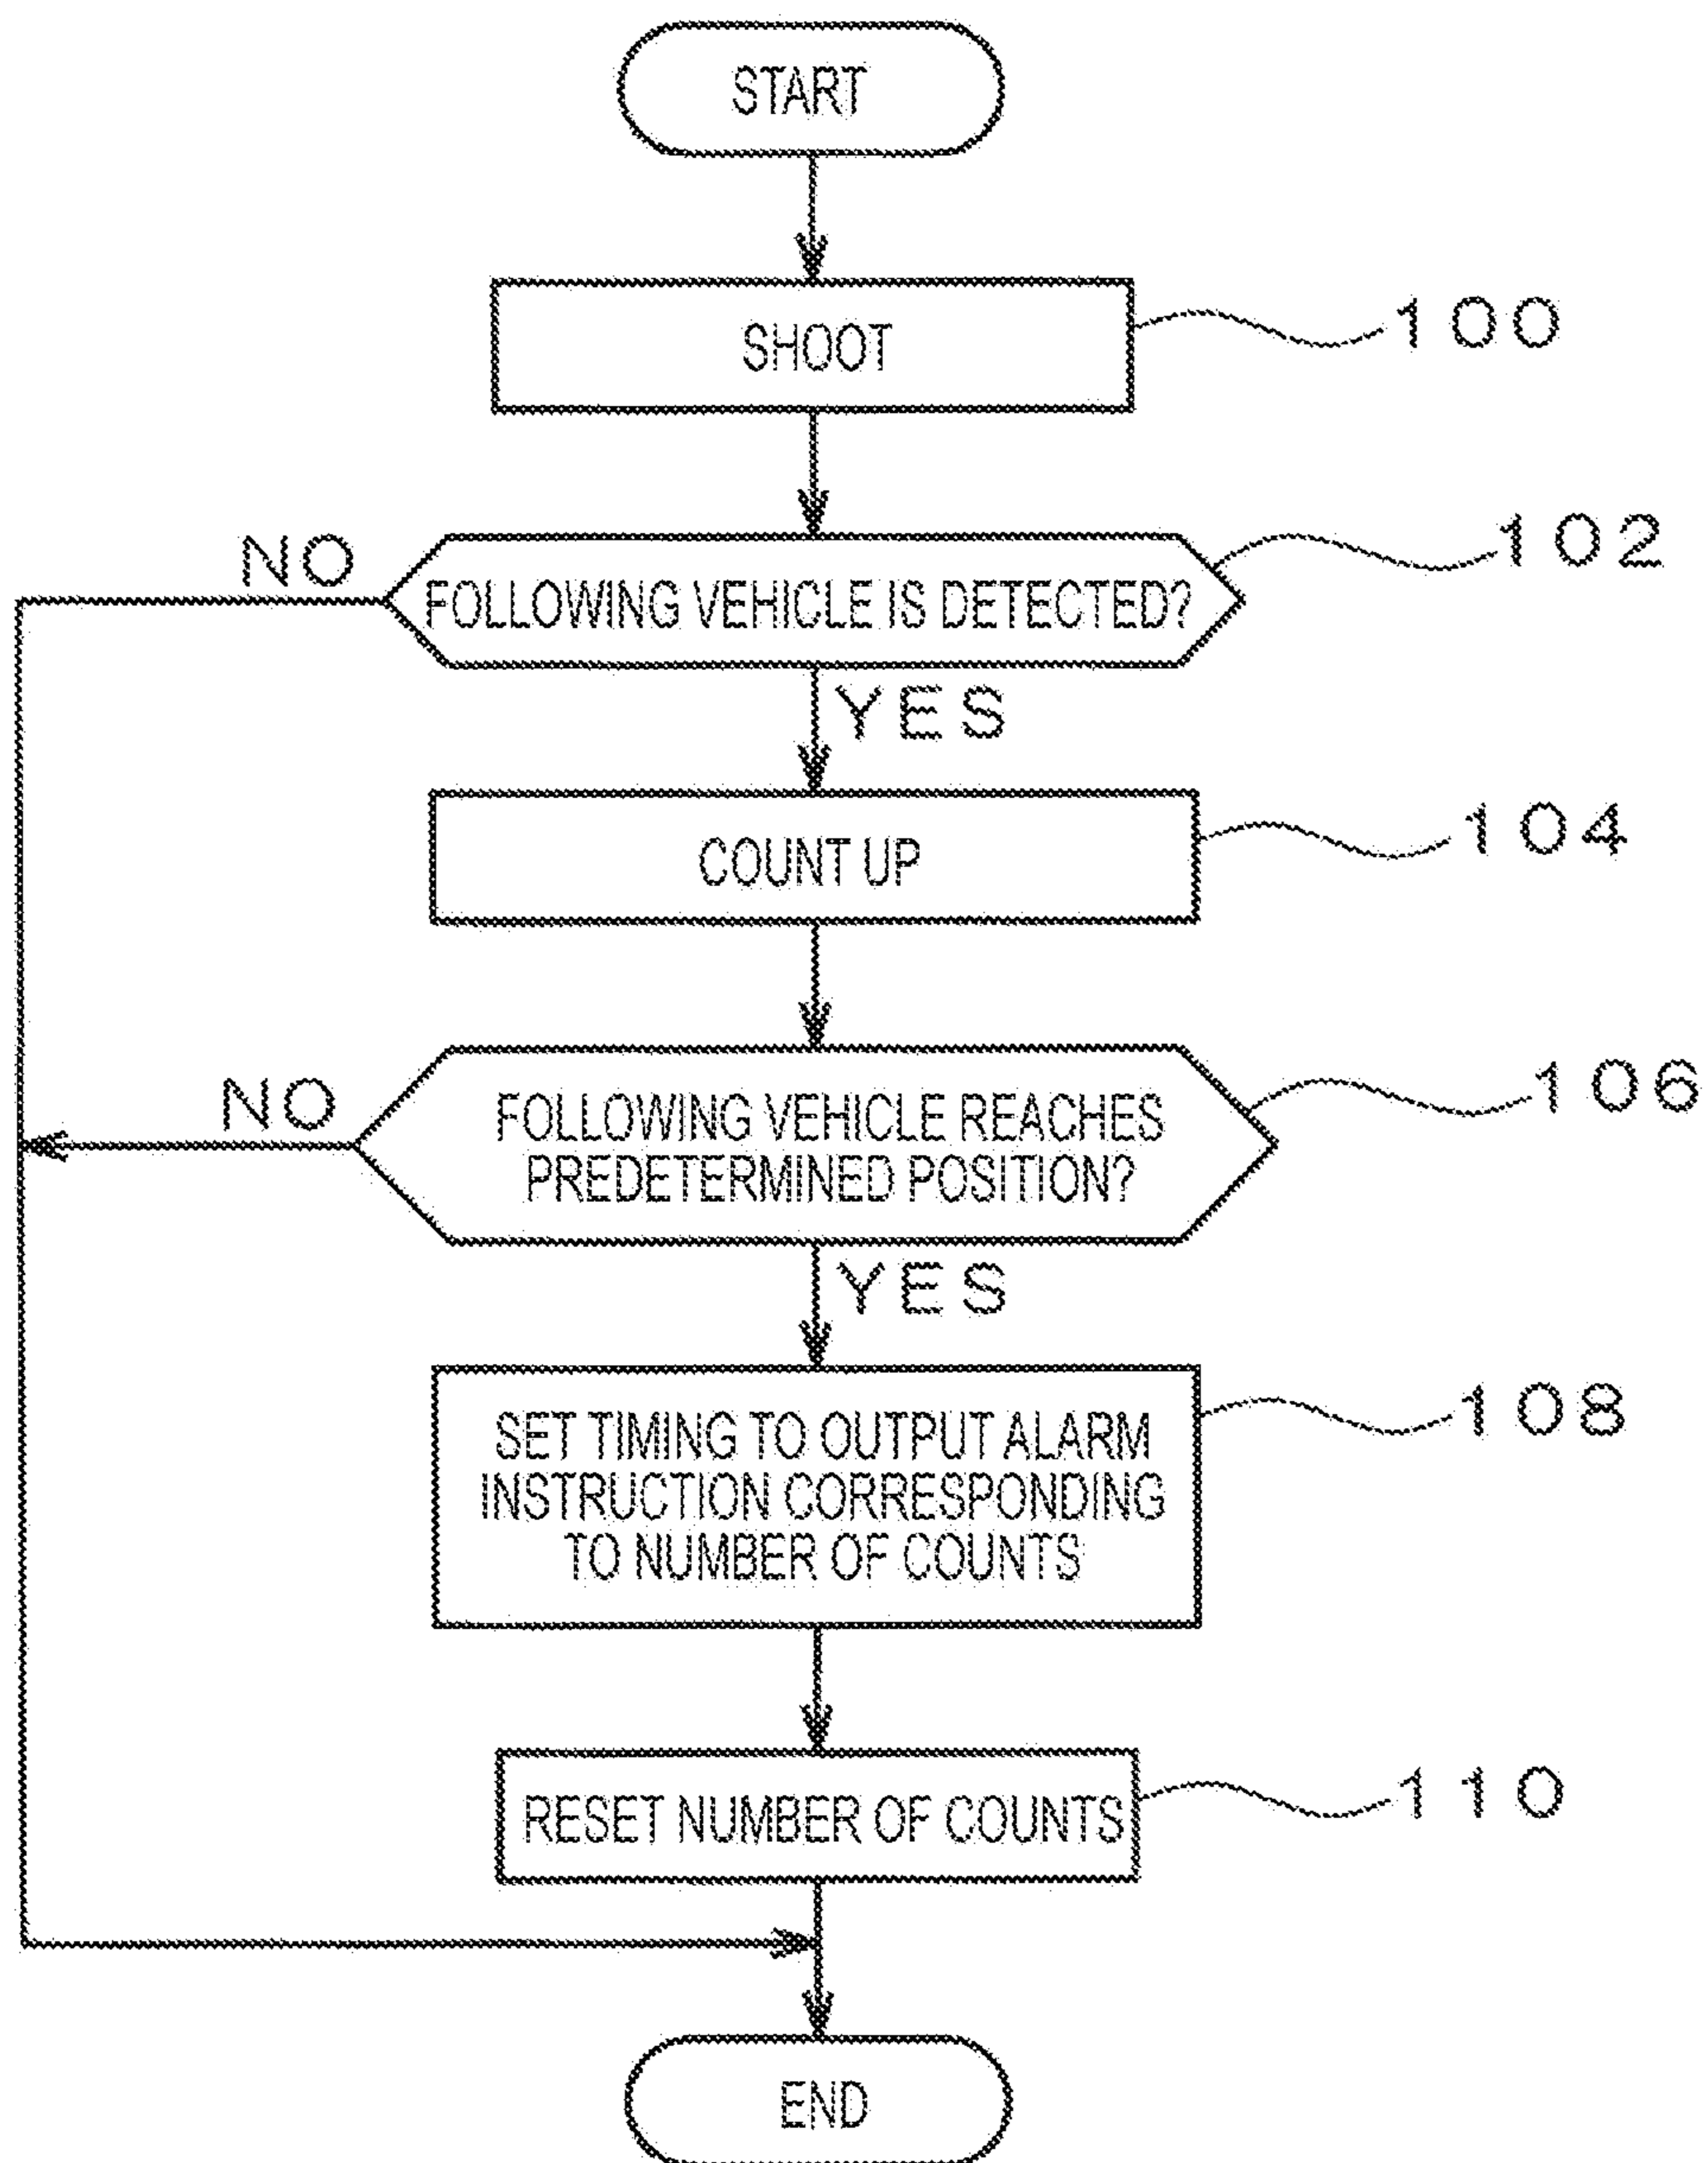 START
SHOOT
100
NO
FOLLOWING VEHICLE IS DETECTED?
102
YES
COUNT UP
104
NO
FOLLOWING VEHICLE REACHES
PREDETERMINED POSITION?
106
YES
SET TIMING TO OUTPUT ALARM
INSTRUCTION CORRESPONDING
TO NUMBER OF COUNTS
108
RESET NUMBER OF COUNTS
110
END